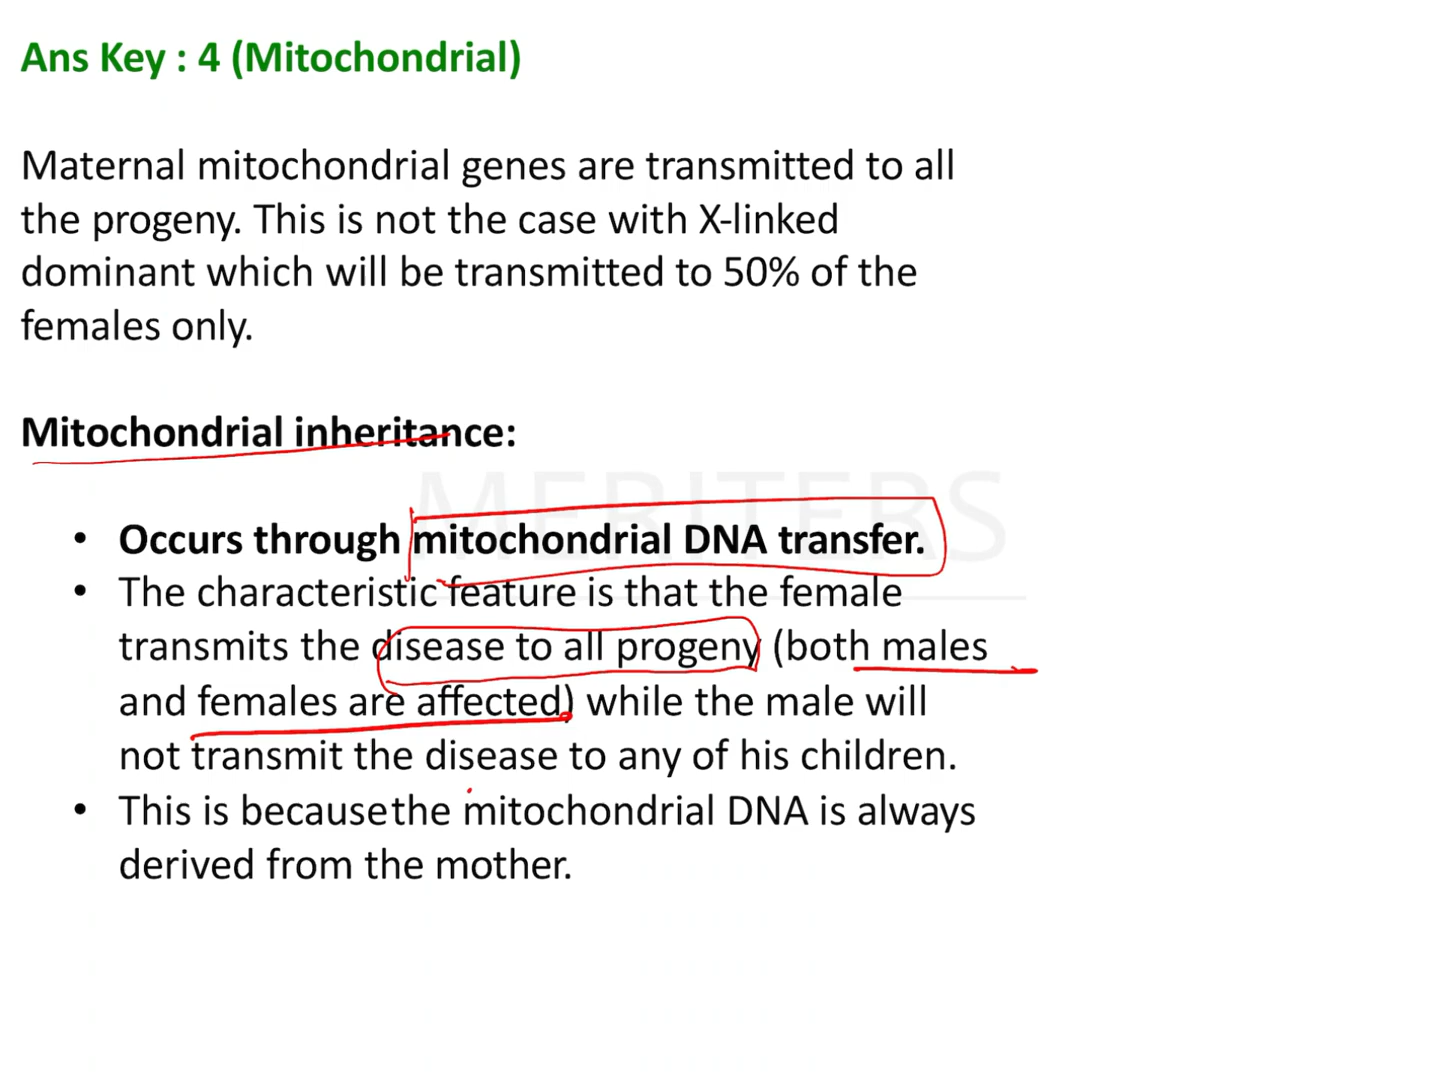 Ans Key : 4 (Mitochondrial)
Maternal mitochondrial genes are transmitted to all
the progeny. This is not the case with X-linked
dominant which will be transmitted to 50% of the
females only.
Mitochondrial inheritance:
MERITERS
• Occurs through mitochondrial DNA transfer.
• The characteristic feature is that the female
transmits the disease to all progeny (both males
and females are affected) while the male will
not transmit the disease to any of his children.
• This is because the mitochondrial DNA is always
derived from the mother.